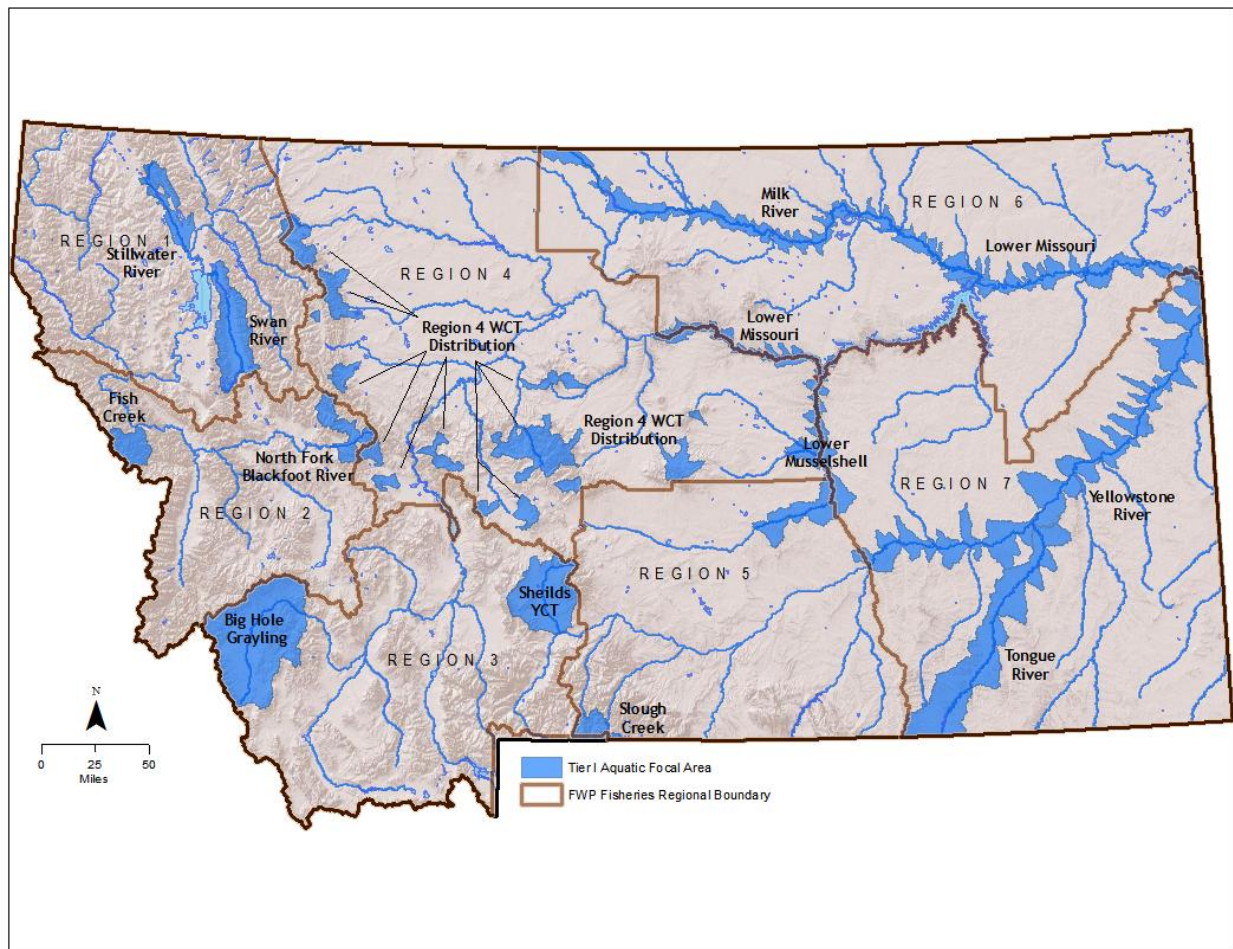 Milk
River
REGION 6
Lower Missouri
REGION 1
Stillwater
River
REGION 4
Swan
River
Region 4 WCT
Distribution
Lower
Missouri
Fish
Creek
North Fork
Blackfoot River
Region 4 WCT
Distribution
Lower
Musselshell
REGION 7
Yellowstone
River
REGION 2
REGION 5
Sheilds
YCT
Big Hole
Grayling
REGION 3
Tongue
River
Slough
Creek
N
0 25 50
Miles
Tier I Aquatic Focal Area
FWP Fisheries Regional Boundary